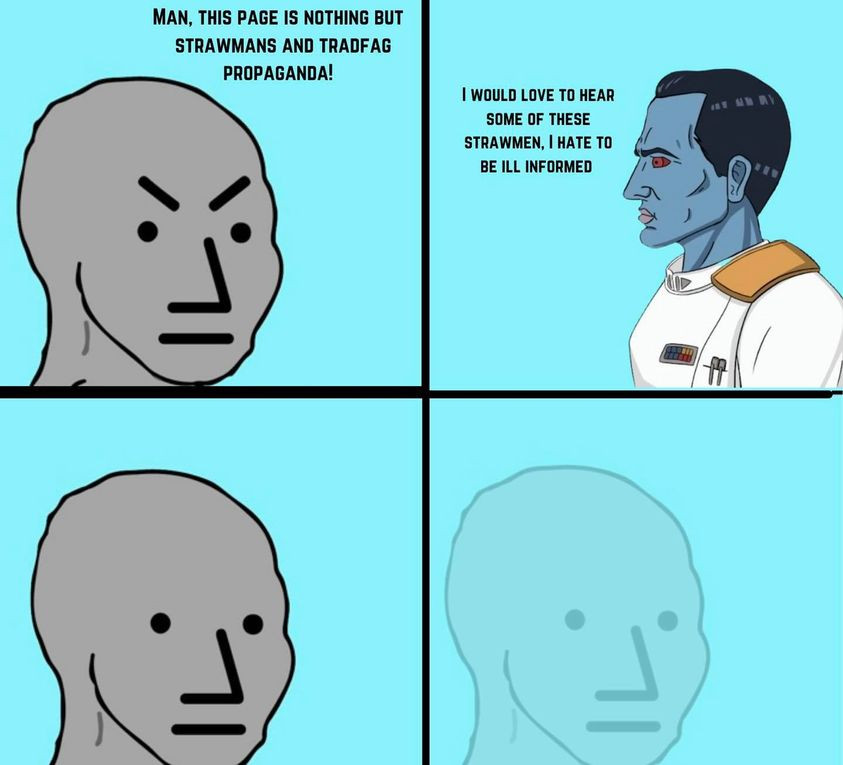 MAN, THIS PAGE IS NOTHING BUT
STRAWMANS AND TRADFAG
PROPAGANDA!
I WOULD LOVE TO HEAR
SOME OF THESE
STRAWMEN, I HATE TO
BE ILL INFORMED